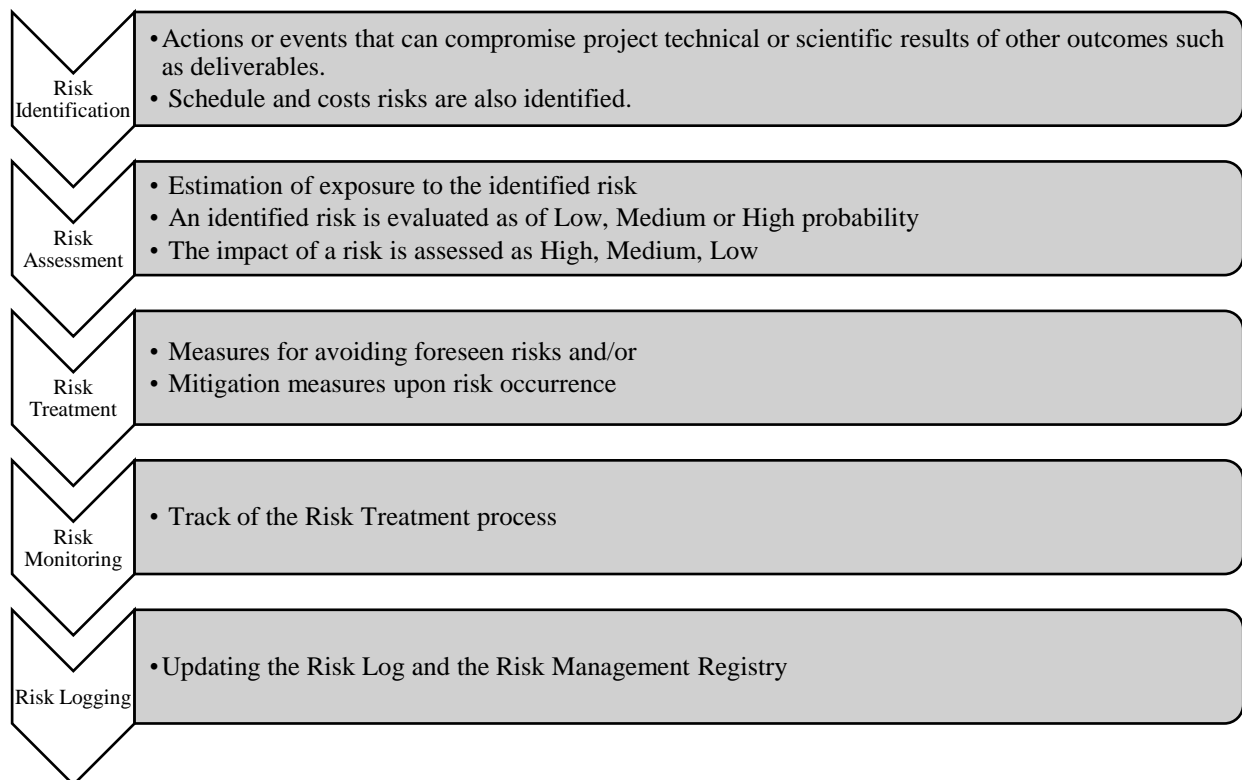 Risk
Identification
•Actions or events that can compromise project technical or scientific results of other outcomes such
as deliverables.
• Schedule and costs risks are also identified.
Risk
Assessment
• Estimation of exposure to the identified risk
• An identified risk is evaluated as of Low, Medium or High probability
• The impact of a risk is assessed as High, Medium, Low
Risk
Treatment
• Measures for avoiding foreseen risks and/or
• Mitigation measures upon risk occurrence
Risk
Monitoring
• Track of the Risk Treatment process
Risk Logging
•Updating the Risk Log and the Risk Management Registry